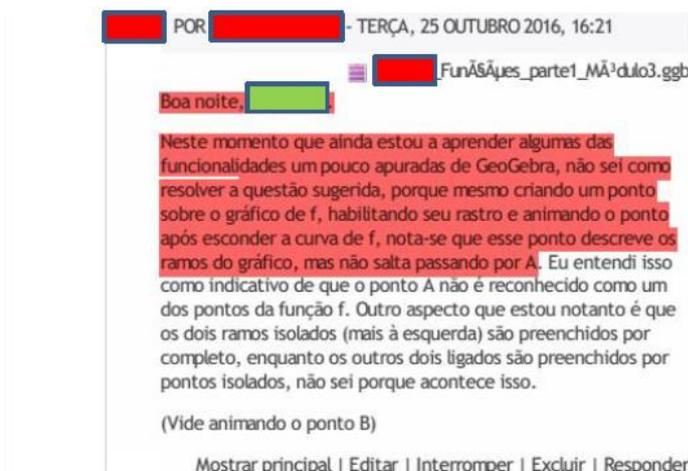 POR - TERÇA, 25 OUTUBRO 2016, 16:21
_FunÃ§Ãµes_parte1_MÃ³dulo3.ggb
Boa noite, .
Neste momento que ainda estou a aprender algumas das
funcionalidades um pouco apuradas de GeoGebra, não sei como
resolver a questão sugerida, porque mesmo criando um ponto
sobre o gráfico de f, habilitando seu rastro e animando o ponto
após esconder a curva de f, nota-se que esse ponto descreve os
ramos do gráfico, mas não salta passando por A. Eu entendi isso
como indicativo de que o ponto A não é reconhecido como um
dos pontos da função f. Outro aspecto que estou notanto é que
os dois ramos isolados (mais à esquerda) são preenchidos por
completo, enquanto os outros dois ligados são preenchidos por
pontos isolados, não sei porque acontece isso.
(Vide animando o ponto B)
Mostrar principal | Editar | Interromper | Excluir | Responder